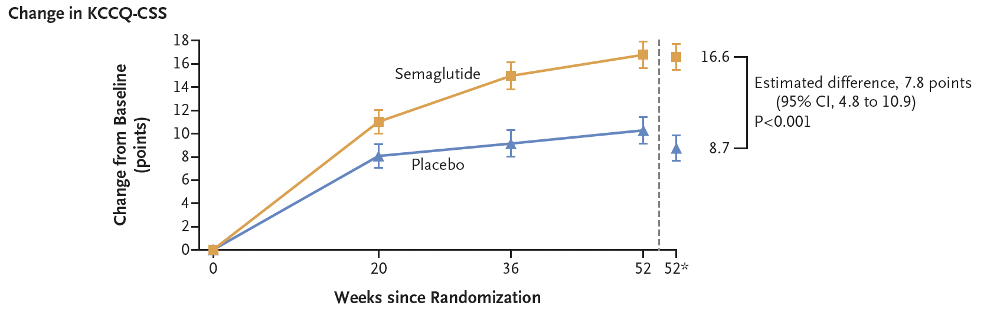 Change in KCCQ-CSS
Change from Baseline
(points)
18
16
14
12
10
8
6
4
2
0
Semaglutide
Placebo
0 20 36 52 52*
Weeks since Randomization
16.6
8.7
Estimated difference, 7.8 points
(95% CI, 4.8 to 10.9)
P<0.001